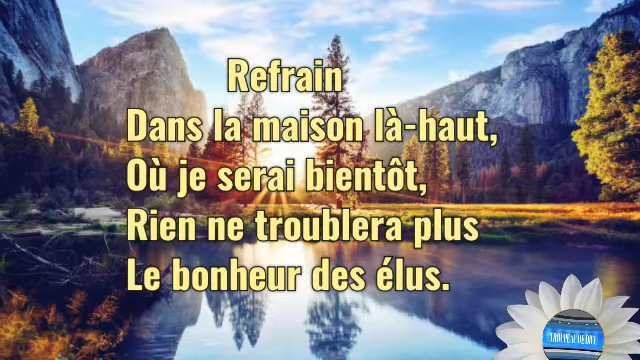 Refrain
Dans la maison là-haut,
Où je serai bientôt,
Rien ne troublera plus
Le bonheur des élus.